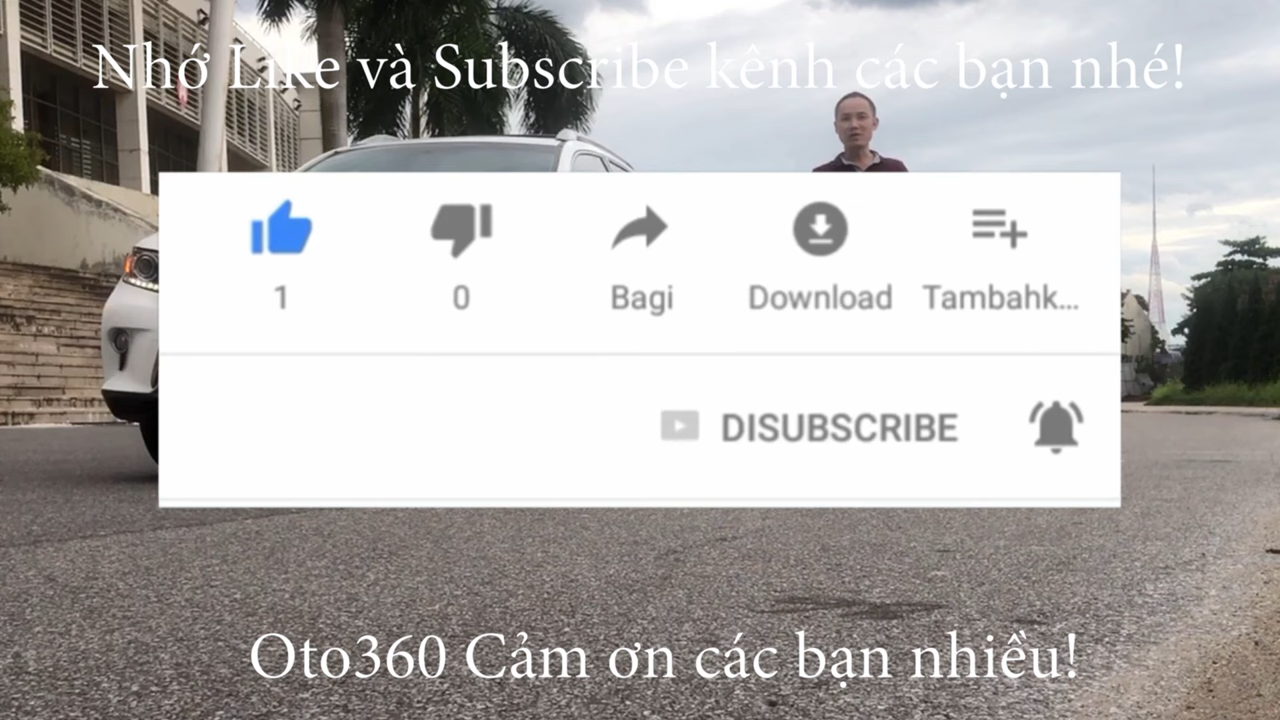 Nhớ Like và Subscribe kênh các bạn nhé!
1 0 Bagi Download Tambahk...
DISUBSCRIBE
Oto360 Cảm ơn các bạn nhiều!